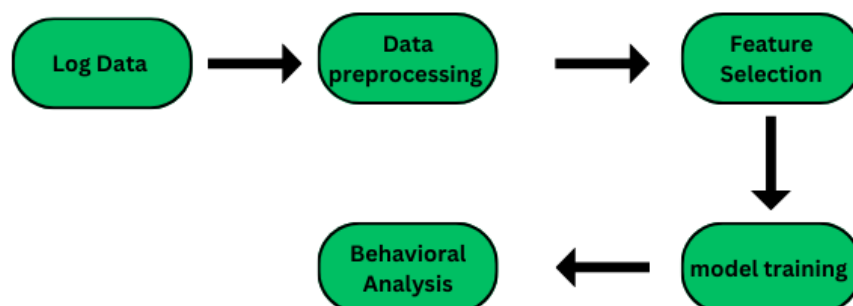 Log Data
Data
preprocessing
Feature
Selection
model training
Behavioral
Analysis